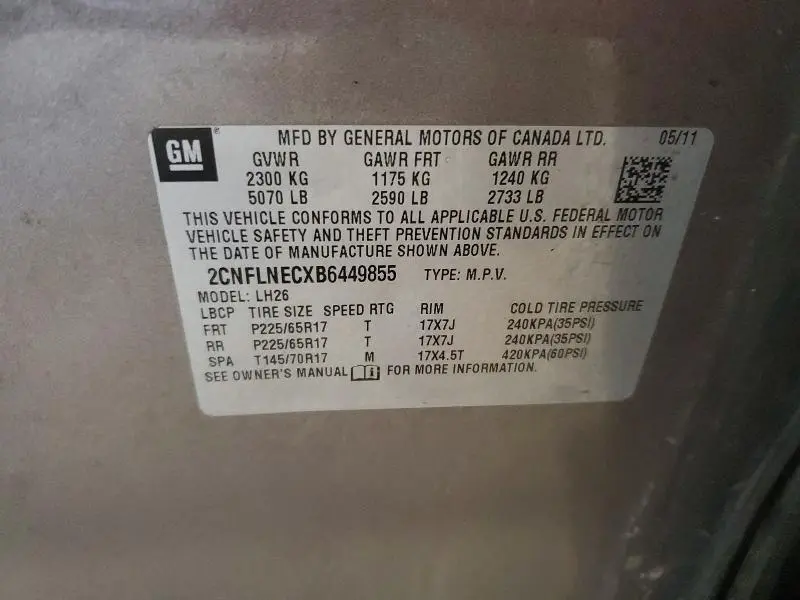 GM ® MFD BY GENERAL MOTORS OF CANADA LTD. 05/11
GVWR GAWR FRT GAWR RR
2300 KG 1175 KG 1240 KG
5070 LB 2590 LB 2733 LB
THIS VEHICLE CONFORMS TO ALL APPLICABLE U.S. FEDERAL MOTOR
VEHICLE SAFETY AND THEFT PREVENTION STANDARDS IN EFFECT ON
THE DATE OF MANUFACTURE SHOWN ABOVE.
2CNFLNECXB6449855 TYPE: M.P.V.
MODEL: LH26
LBCP TIRE SIZE SPEED RTG RIM COLD TIRE PRESSURE
FRT P225/65R17 T 17X7J 240KPA(35PSI)
RR P225/65R17 T 17X7J 240KPA(35PSI)
SPA T145/70R17 M 17X4.5T 420KPA(60PSI)
SEE OWNER'S MANUAL FOR MORE INFORMATION.